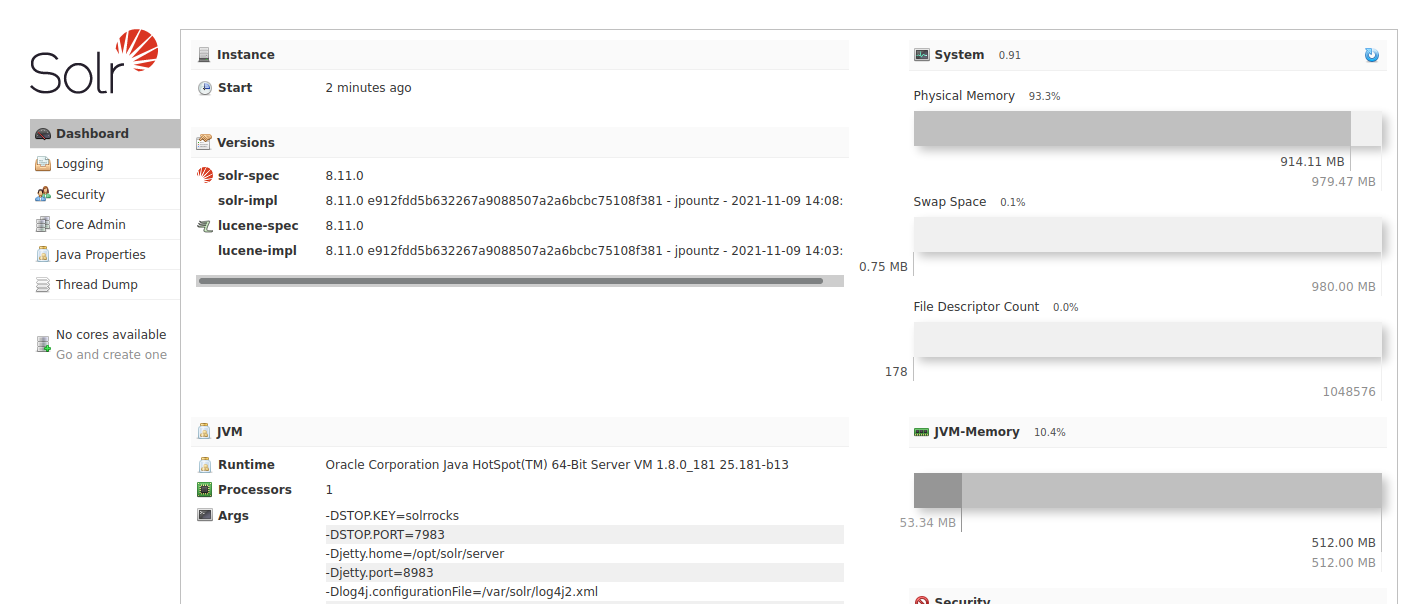 Solr
Dashboard
Logging
Security
Core Admin
Java Properties
Thread Dump
No cores available
Go and create one
Instance
Start 2 minutes ago
Versions
solr-spec 8.11.0
solr-impl 8.11.0 e912fdd5b632267a9088507a2a6bcbc75108f381 - jpountz - 2021-11-09 14:08:
lucene-spec 8.11.0
lucene-impl 8.11.0 e912fdd5b632267a9088507a2a6bcbc75108f381 - jpountz - 2021-11-09 14:03:
JVM
Runtime Oracle Corporation Java HotSpot(TM) 64-Bit Server VM 1.8.0_181 25.181-b13
Processors 1
Args -DSTOP.KEY=solrrocks
-DSTOP.PORT=7983
-Djetty.home=/opt/solr/server
-Djetty.port=8983
-Dlog4j.configurationFile=/var/solr/log4j2.xml
System 0.91
Physical Memory 93.3%
914.11 MB
979.47 MB
Swap Space 0.1%
0.75 MB
980.00 MB
File Descriptor Count 0.0%
178
1048576
JVM-Memory 10.4%
53.34 MB
512.00 MB
512.00 MB
Security